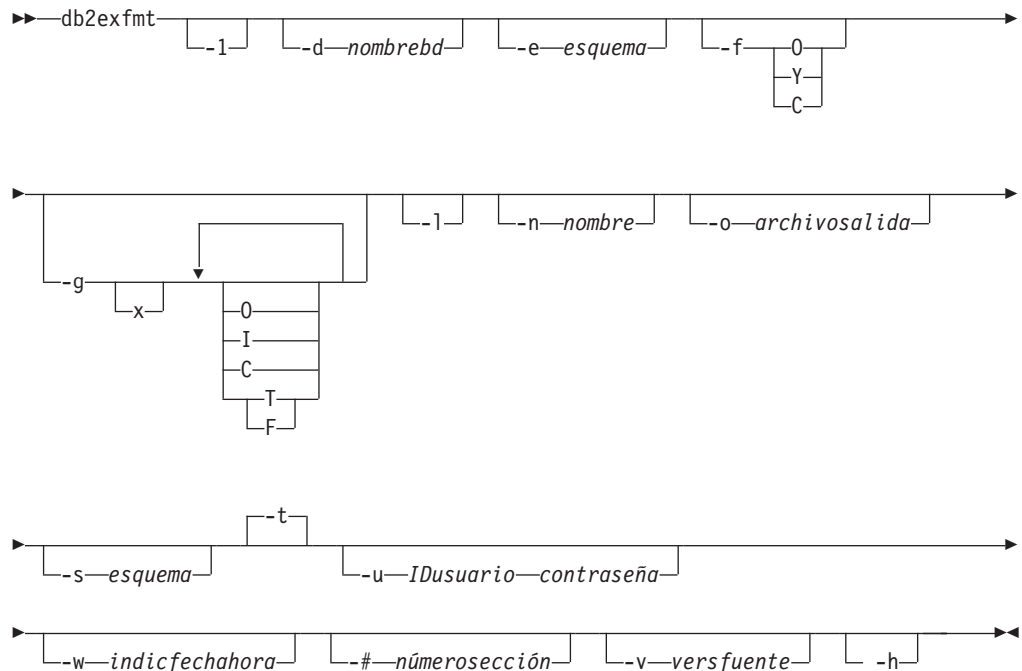 db2exfmt -1 -d nombrebd -e esquema -f O
Y
C
-g x O
I
C
T
F
-l -n nombre -o archivosalida
-s esquema -t -u IDusuario contraseña
-w indicfechahora -# númerosección -v versfuente -h